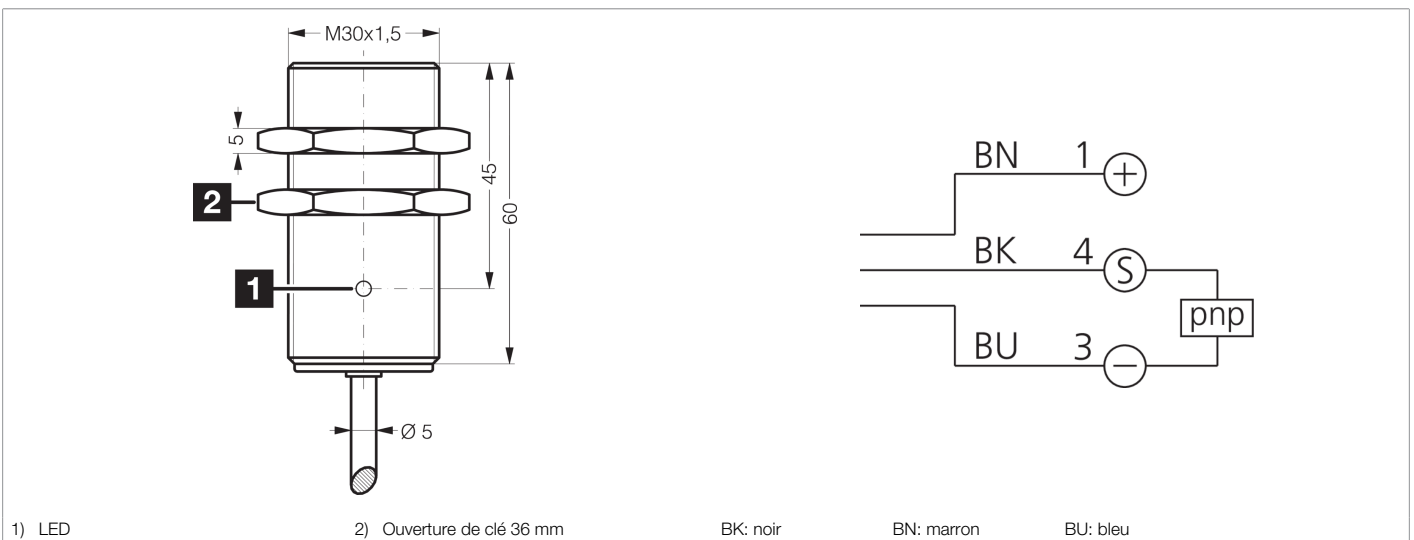 M30x1,5
5
45
60
2
1
Ø 5
BN 1 +
BK 4 S
pnp
BU 3 −
1) LED 2) Ouverture de clé 36 mm BK: noir BN: marron BU: bleu